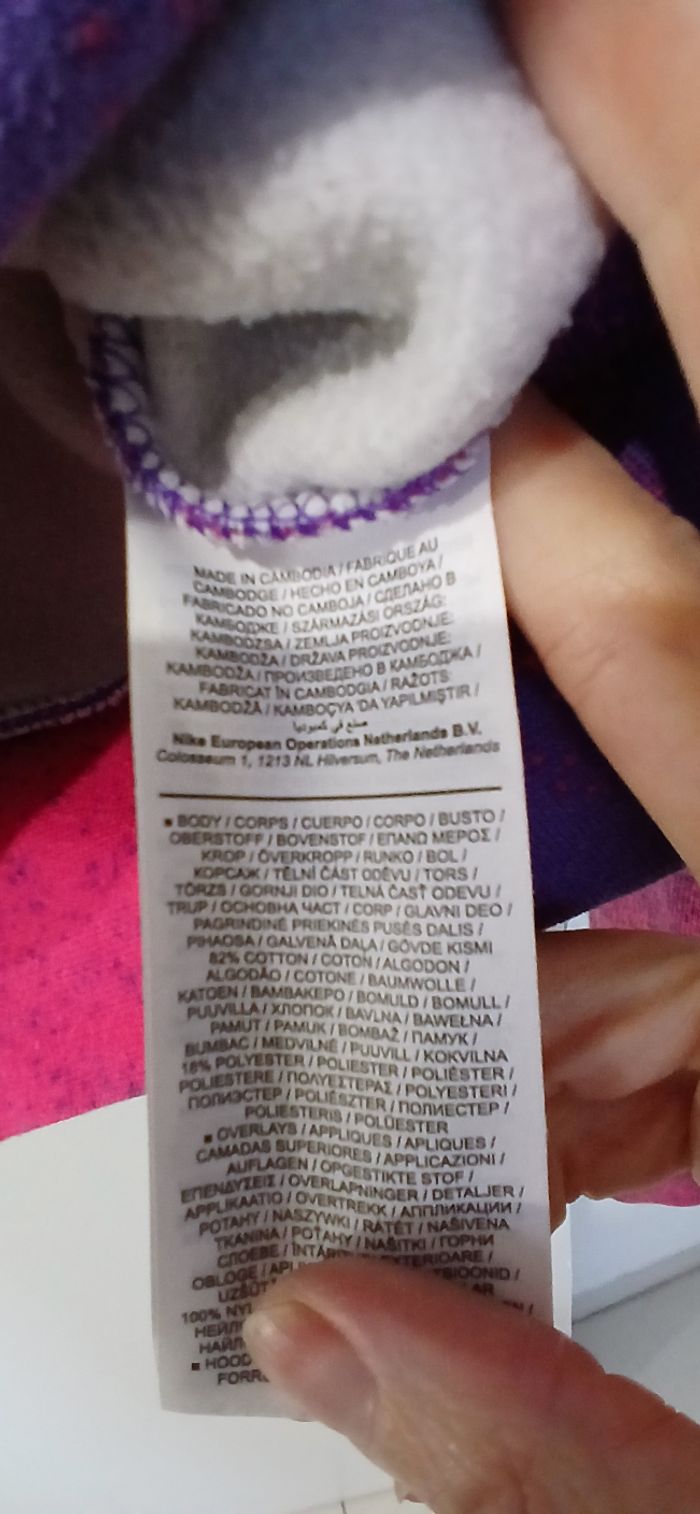 MADE IN CAMBODIA / FABRIQUE AU
CAMBODGE / HECHO EN CAMBOYA /
FABRICADO NO CAMBOJA / СДЕЛАНО В
КАМБОДЖЕ / SZÁRMAZÁSI ORSZÁG:
KAMBODZSA / ZEMLJA PROIZVODNJE:
KAMBODŽA / DRŽAVA PROIZVODNJE:
KAMBODŽA / ПРОИЗВЕДЕНО В КАМБОДЖА /
FABRICAT ÎN CAMBODGIA / RAŽOTS:
KAMBODŽĀ / KAMBOÇYA 'DA YAPILMIŞTIR /
صنع في كمبوديا
Nike European Operations Netherlands B.V.
Colosseum 1, 1213 NL Hilversum, The Netherlands
■ BODY / CORPS / CUERPO / CORPO / BUSTO /
OBERSTOFF / BOVENSTOF / ΕΠΑΝΩ ΜΕΡΟΣ /
KROP / ÖVERKROPP / RUNKO / BOL /
КОРСАЖ / TĚLNÍ ČÁST ODĚVU / TORS /
TÖRZS / GORNJI DIO / TELNÁ ČASŤ ODEVU /
TRUP / ОСНОВНА ЧАСТ / CORP / GLAVNI DEO /
PAGRINDINĖ PRIEKINĖS PUSĖS DALIS /
PIHAOSA / GALVENĀ DAĻA / GÖVDE KISMI
82% COTTON / COTON / ALGODON /
ALGODÃO / COTONE / BAUMWOLLE /
KATOEN / ΒΑΜΒΑΚΕΡΟ / BOMULD / BOMULL /
PUUVILLA / ХЛОПОК / BAVLNA / BAWEŁNA /
PAMUT / PAMUK / BOMBAŽ / ПАМУК /
BUMBAC / MEDVILNĖ / PUUVILL / KOKVILNA
18% POLYESTER / POLIESTER / POLIÉSTER /
POLIESTERE / ΠΟΛΥΕΣΤΕΡΑΣ / POLYESTERI /
ПОЛИЭСТЕР / POLIÉSZTER / ПОЛИЕСТЕР /
POLIESTERIS / POLÜESTER
■ OVERLAYS / APPLIQUES / APLIQUES /
CAMADAS SUPERIORES / APPLICAZIONI /
AUFLAGEN / OPGESTIKTE STOF /
ΕΠΕΝΔΥΣΕΙΣ / OVERLAPNINGER / DETALJER /
APPLIKAATIO / OVERTREKK / АППЛИКАЦИИ /
POTAHY / NASZYWKI / RÁTÉT / NAŠIVENA
TKANINA / POŤAHY / NAŠITKI / ГОРНИ
СЛОЕВЕ /
OBLOGE /
100%
■ HOOD